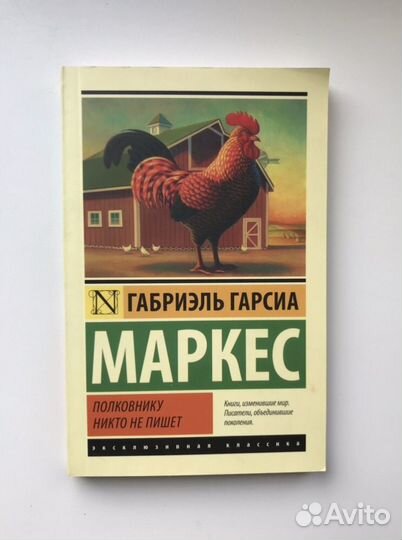 N ГАБРИЭЛЬ ГАРСИА
МАРКЕС
ПОЛКОВНИКУ
НИКТО НЕ ПИШЕТ
Книги, изменившие мир.
Писатели, объединившие
поколения.
эксклюзивная классика
Avito